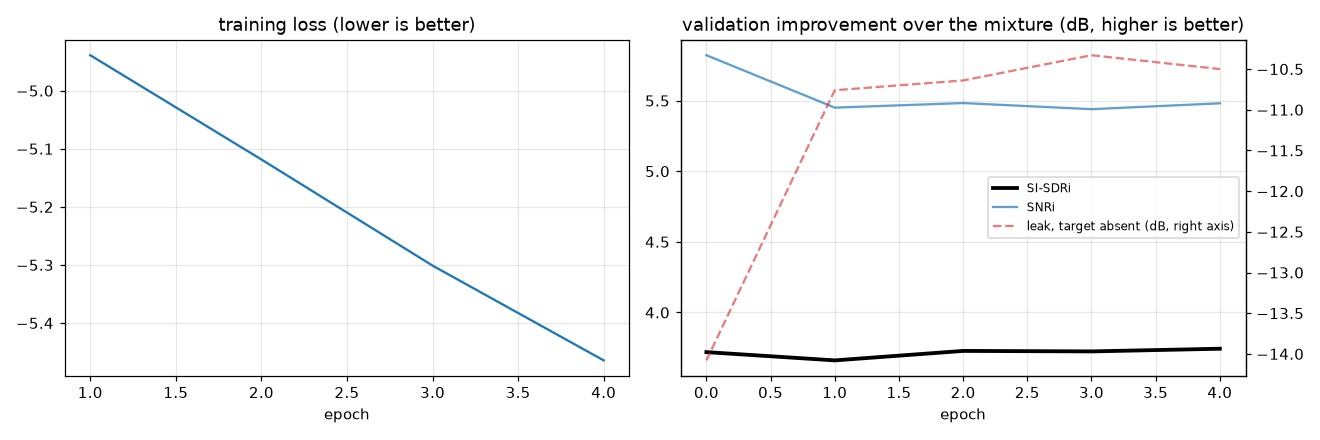 training loss (lower is better)
−5.0
−5.1
−5.2
−5.3
−5.4
1.0 1.5 2.0 2.5 3.0 3.5 4.0
epoch
validation improvement over the mixture (dB, higher is better)
5.5
5.0
4.5
4.0
SI-SDRi
SNRi
leak, target absent (dB, right axis)
−10.5
−11.0
−11.5
−12.0
−12.5
−13.0
−13.5
−14.0
0.0 0.5 1.0 1.5 2.0 2.5 3.0 3.5 4.0
epoch